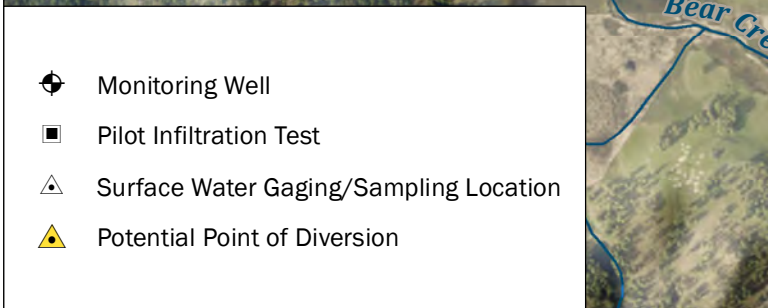 Bear Cre
Monitoring Well
Pilot Infiltration Test
Surface Water Gaging/Sampling Location
Potential Point of Diversion